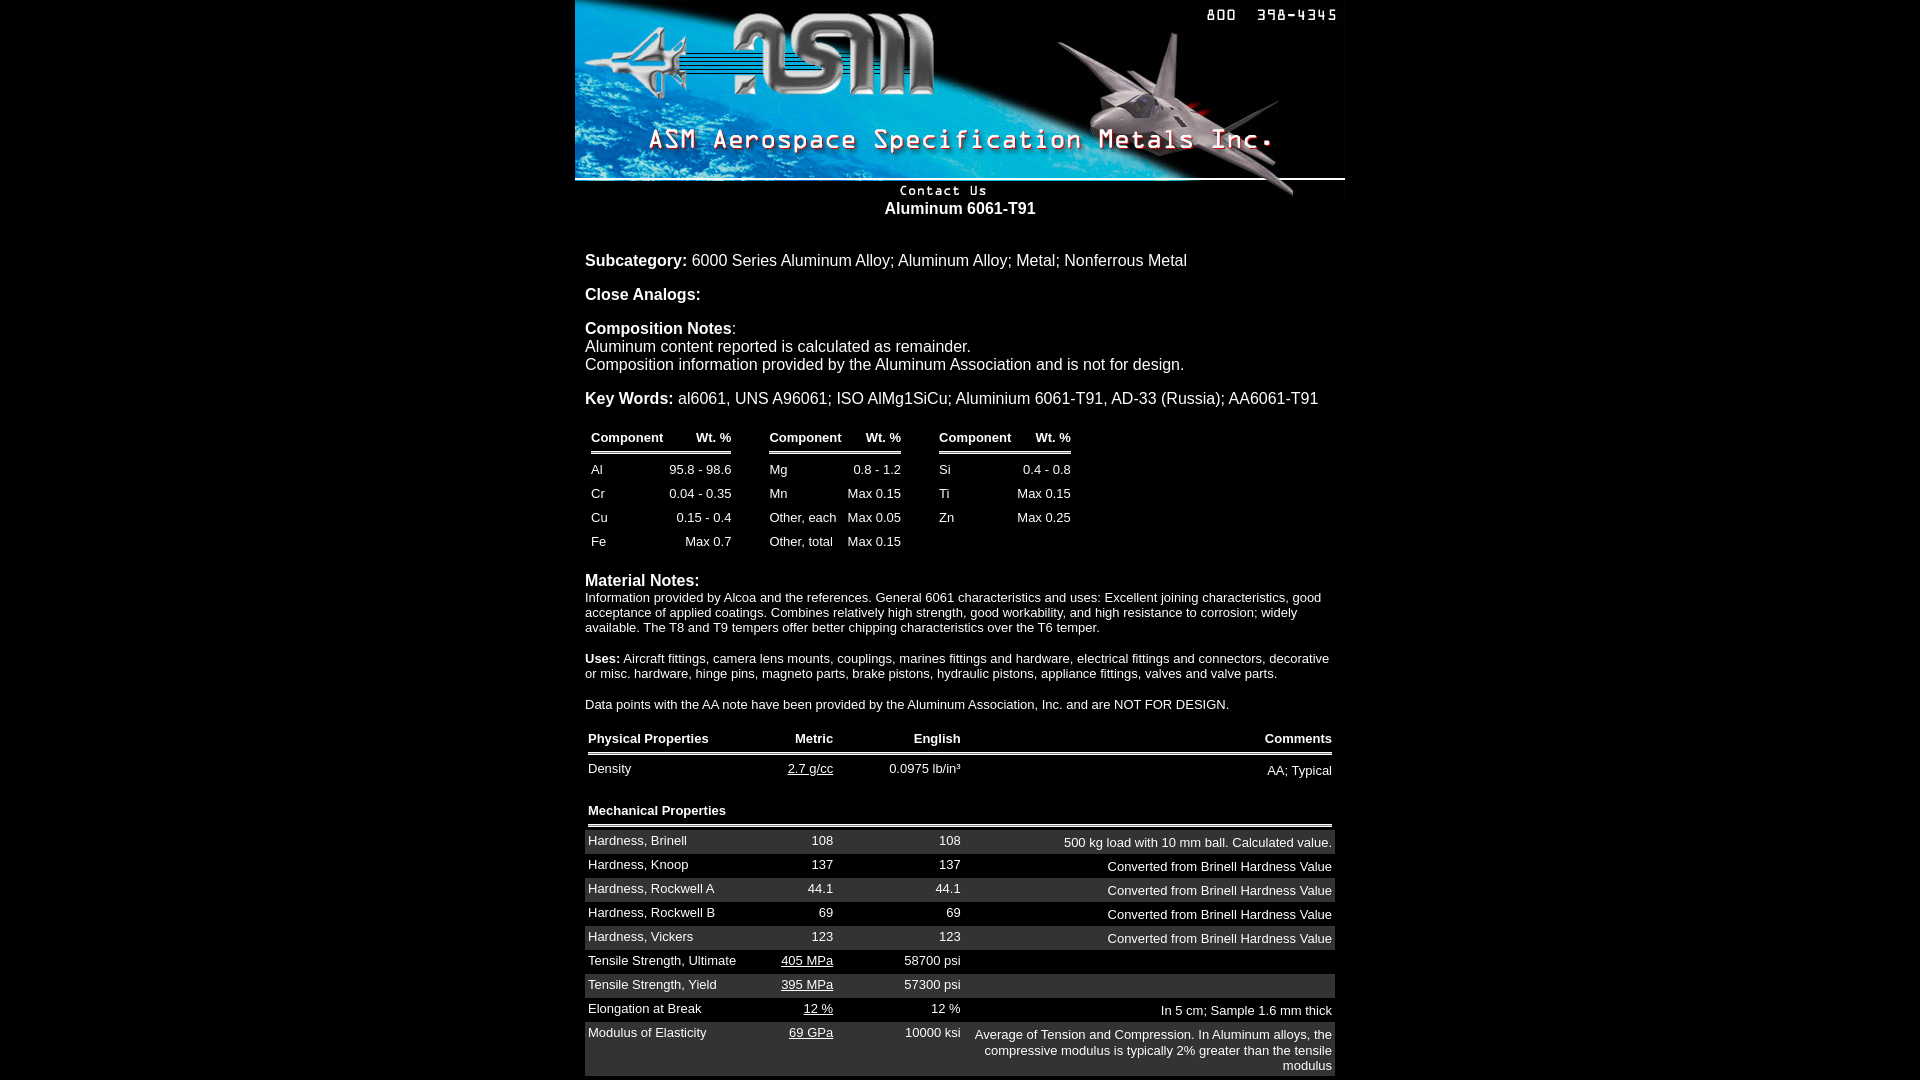 800 398-4345
ASM
ASM Aerospace Specification Metals Inc.
Contact Us
Aluminum 6061-T91
Subcategory: 6000 Series Aluminum Alloy; Aluminum Alloy; Metal; Nonferrous Metal
Close Analogs:
Composition Notes:
Aluminum content reported is calculated as remainder.
Composition information provided by the Aluminum Association and is not for design.
Key Words: al6061, UNS A96061; ISO AlMg1SiCu; Aluminium 6061-T91, AD-33 (Russia); AA6061-T91
Component Wt. % Component Wt. % Component Wt. %
Al 95.8 - 98.6 Mg 0.8 - 1.2 Si 0.4 - 0.8
Cr 0.04 - 0.35 Mn Max 0.15 Ti Max 0.15
Cu 0.15 - 0.4 Other, each Max 0.05 Zn Max 0.25
Fe Max 0.7 Other, total Max 0.15
Material Notes:
Information provided by Alcoa and the references. General 6061 characteristics and uses: Excellent joining characteristics, good
acceptance of applied coatings. Combines relatively high strength, good workability, and high resistance to corrosion; widely
available. The T8 and T9 tempers offer better chipping characteristics over the T6 temper.
Uses: Aircraft fittings, camera lens mounts, couplings, marines fittings and hardware, electrical fittings and connectors, decorative
or misc. hardware, hinge pins, magneto parts, brake pistons, hydraulic pistons, appliance fittings, valves and valve parts.
Data points with the AA note have been provided by the Aluminum Association, Inc. and are NOT FOR DESIGN.
Physical Properties Metric English Comments
Density 2.7 g/cc 0.0975 lb/in³ AA; Typical
Mechanical Properties
Hardness, Brinell 108 108 500 kg load with 10 mm ball. Calculated value.
Hardness, Knoop 137 137 Converted from Brinell Hardness Value
Hardness, Rockwell A 44.1 44.1 Converted from Brinell Hardness Value
Hardness, Rockwell B 69 69 Converted from Brinell Hardness Value
Hardness, Vickers 123 123 Converted from Brinell Hardness Value
Tensile Strength, Ultimate 405 MPa 58700 psi
Tensile Strength, Yield 395 MPa 57300 psi
Elongation at Break 12 % 12 % In 5 cm; Sample 1.6 mm thick
Modulus of Elasticity 69 GPa 10000 ksi Average of Tension and Compression. In Aluminum alloys, the
compressive modulus is typically 2% greater than the tensile
modulus